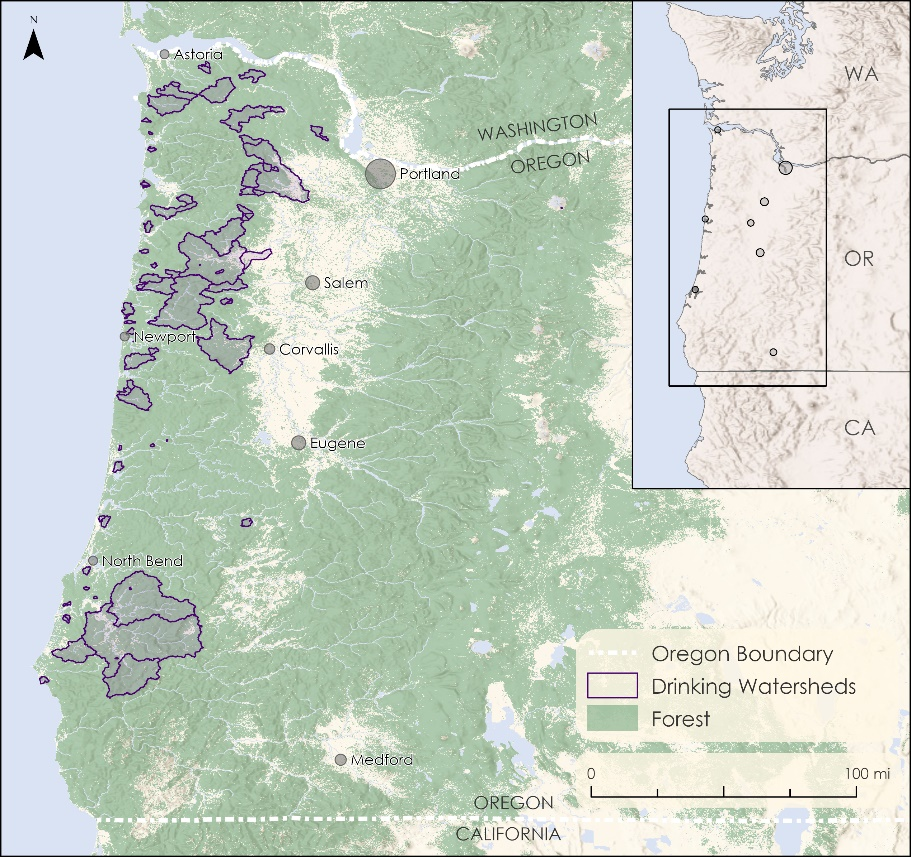 N
Astoria
WA
WASHINGTON
OREGON
Portland
OR
Salem
Newport
Corvallis
CA
Eugene
North Bend
Oregon Boundary
Drinking Watersheds
Forest
Medford
0 100 mi
OREGON
CALIFORNIA